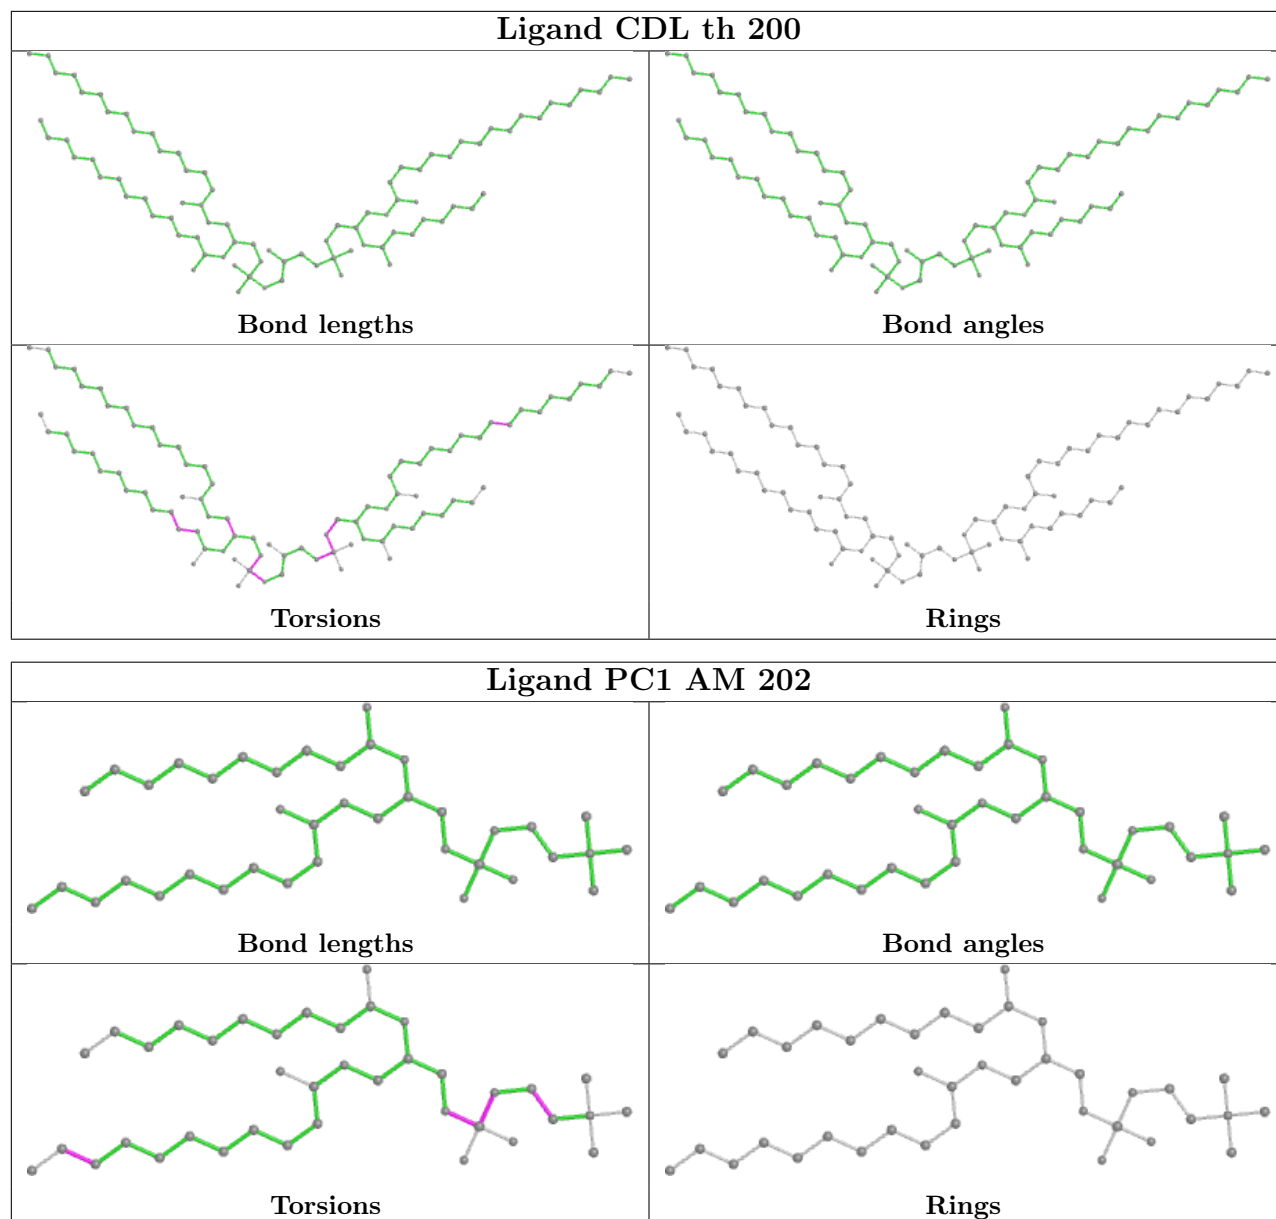 Ligand CDL th 200
Bond lengths
Bond angles
Torsions
Rings
Ligand PC1 AM 202
Bond lengths
Bond angles
Torsions
Rings